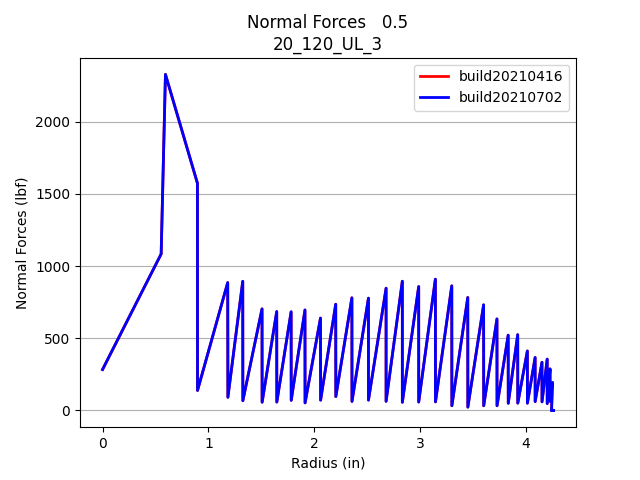 Normal Forces   0.5
20_120_UL_3
build20210416
build20210702
Normal Forces (lbf)
2000
1500
1000
500
0
0 1 2 3 4
Radius (in)